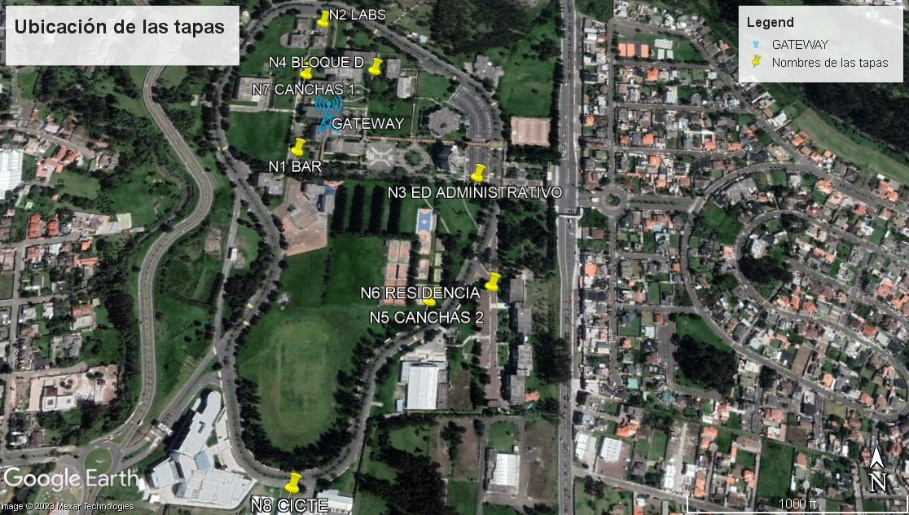 Ubicación de las tapas
Legend
GATEWAY
Nombres de las tapas
N2 LABS
N4 BLOQUE D
N7 CANCHAS 1
GATEWAY
N1 BAR
N3 ED ADMINISTRATIVO
N6 RESIDENCIA
N5 CANCHAS 2
N8 CICTE
Google Earth
mage © 2023 Maxar Technologies
1000 ft
N